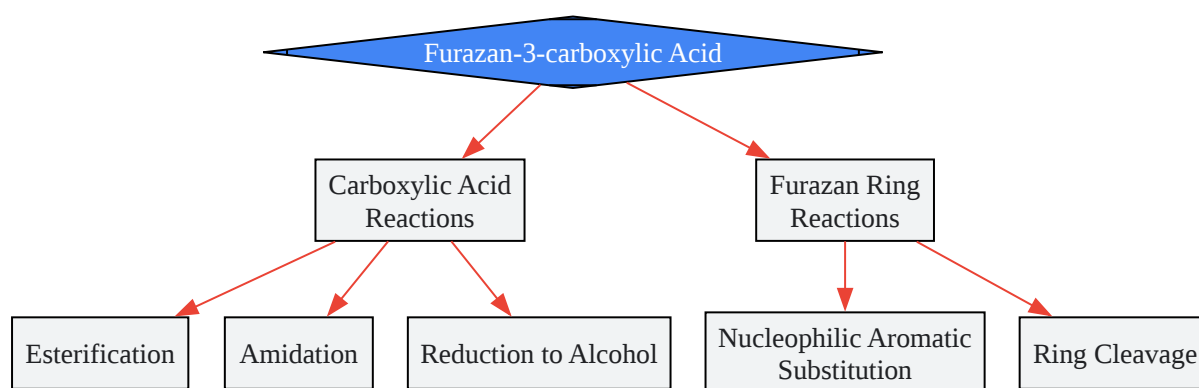 Furazan-3-carboxylic Acid
Carboxylic Acid
Reactions
Furazan Ring
Reactions
Esterification
Amidation
Reduction to Alcohol
Nucleophilic Aromatic
Substitution
Ring Cleavage